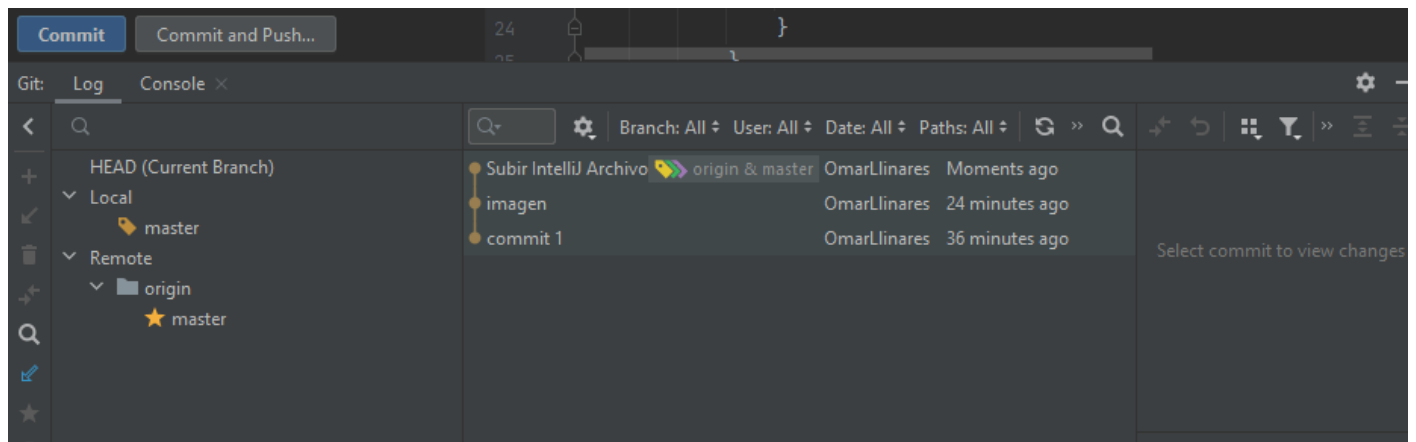 Commit Commit and Push... 24 }
25 }
Git: Log Console
Branch: All User: All Date: All Paths: All
HEAD (Current Branch)
Local
master
Remote
origin
master
Subir IntelliJ Archivo origin & master OmarLlinares Moments ago
imagen OmarLlinares 24 minutes ago
commit 1 OmarLlinares 36 minutes ago
Select commit to view changes